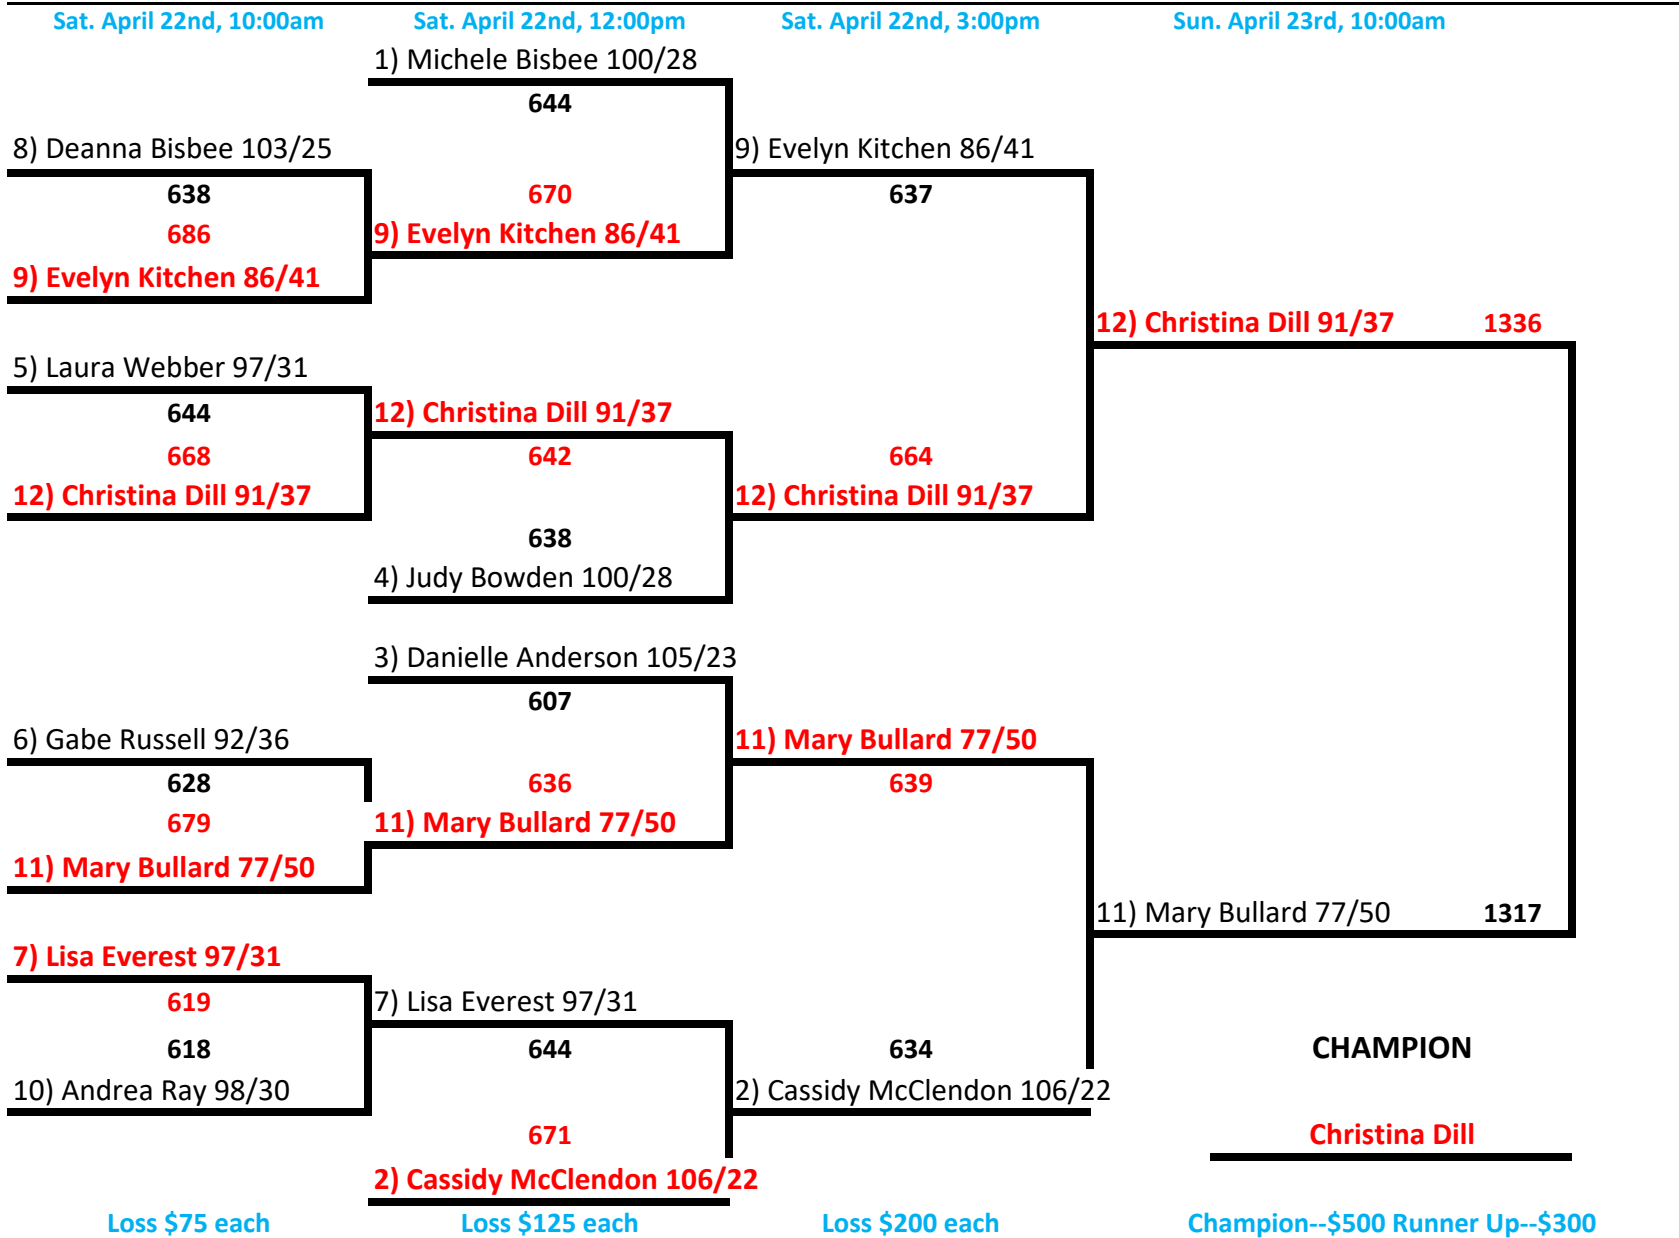 Sat. April 22nd, 10:00am Sat. April 22nd, 12:00pm Sat. April 22nd, 3:00pm Sun. April 23rd, 10:00am
1) Michele Bisbee 100/28
644
8) Deanna Bisbee 103/25 9) Evelyn Kitchen 86/41
638 670 637
686 9) Evelyn Kitchen 86/41
9) Evelyn Kitchen 86/41
12) Christina Dill 91/37 1336
5) Laura Webber 97/31
644 12) Christina Dill 91/37
668 642 664
12) Christina Dill 91/37 12) Christina Dill 91/37
638
4) Judy Bowden 100/28
3) Danielle Anderson 105/23
607
6) Gabe Russell 92/36 11) Mary Bullard 77/50
628 636 639
679 11) Mary Bullard 77/50
11) Mary Bullard 77/50
11) Mary Bullard 77/50 1317
7) Lisa Everest 97/31
619 7) Lisa Everest 97/31
618 644 634 CHAMPION
10) Andrea Ray 98/30 2) Cassidy McClendon 106/22
671 Christina Dill
2) Cassidy McClendon 106/22
Loss $75 each Loss $125 each Loss $200 each Champion--$500 Runner Up--$300